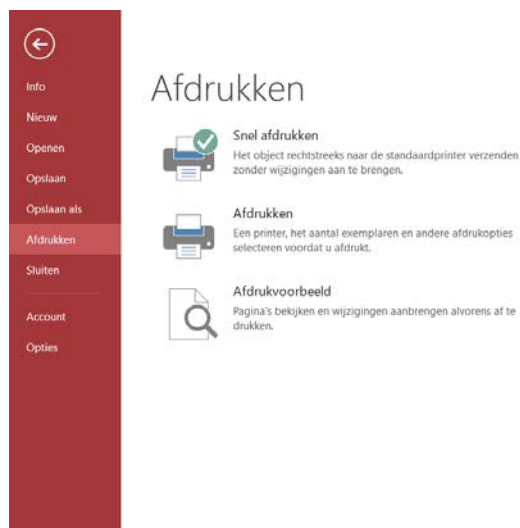 Info
Nieuw
Openen
Opslaan
Opslaan als
Afdrukken
Sluiten
Account
Opties
Afdrukken
Snel afdrukken
Het object rechtstreeks naar de standaardprinter verzenden
zonder wijzigingen aan te brengen.
Afdrukken
Een printer, het aantal exemplaren en andere afdrukopties
selecteren voordat u afdrukt.
Afdrukvoorbeeld
Pagina's bekijken en wijzigingen aanbrengen alvorens af te
drukken.